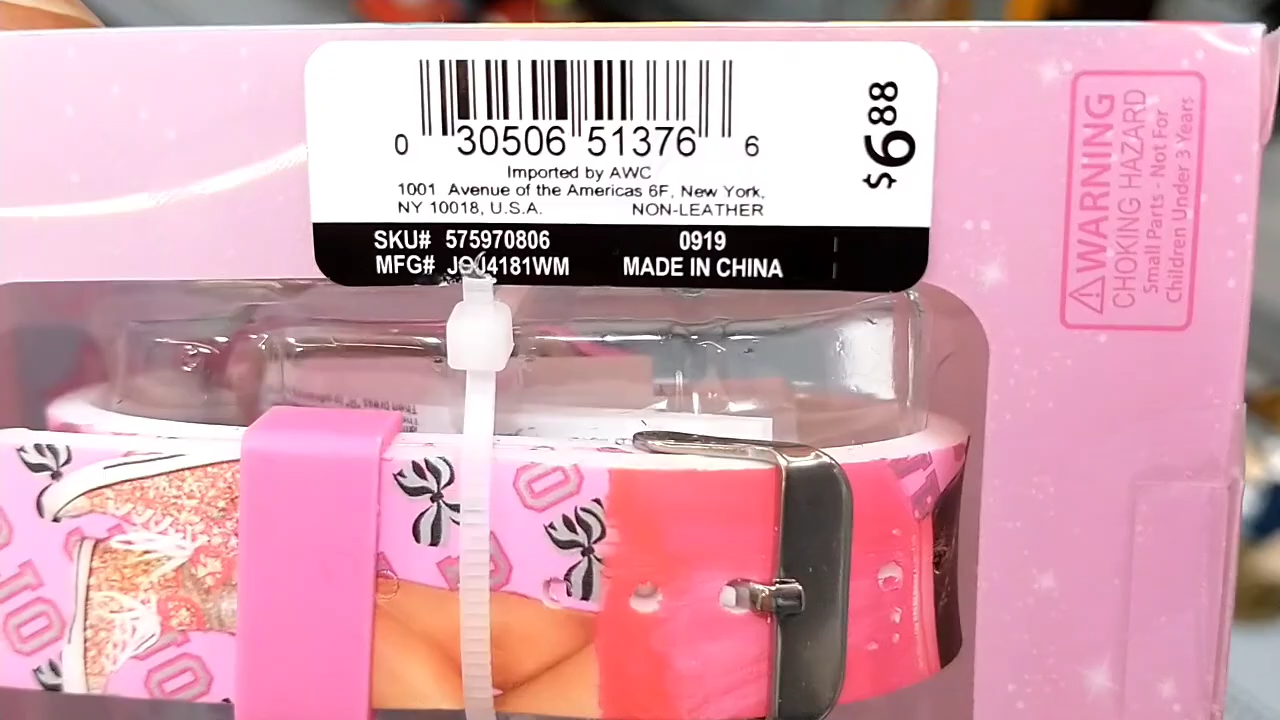 0 30506 51376 6
$6 88
Imported by AWC
1001 Avenue of the Americas 6F, New York,
NY 10018, U.S.A. NON-LEATHER
SKU# 575970806 0919
MFG# JOJ4181WM MADE IN CHINA
⚠WARNING
CHOKING HAZARD
Small Parts - Not For
Children Under 3 Years